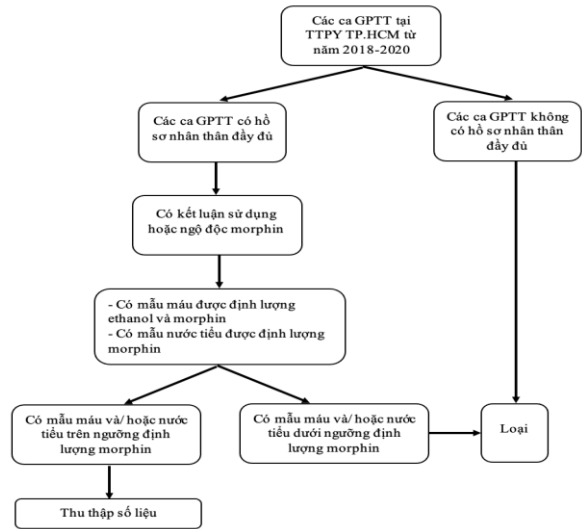 Các ca GPTT tại
TTPY TP.HCM từ
năm 2018-2020
Các ca GPTT có hồ
sơ nhân thân đầy đủ
Các ca GPTT không
có hồ sơ nhân thân
đầy đủ
Có kết luận sử dụng
hoặc ngộ độc morphin
- Có mẫu máu được định lượng
ethanol và morphin
- Có mẫu nước tiểu được định lượng
morphin
Có mẫu máu và/ hoặc nước
tiểu trên ngưỡng định
lượng morphin
Có mẫu máu và/ hoặc nước
tiểu dưới ngưỡng định
lượng morphin
Loại
Thu thập số liệu